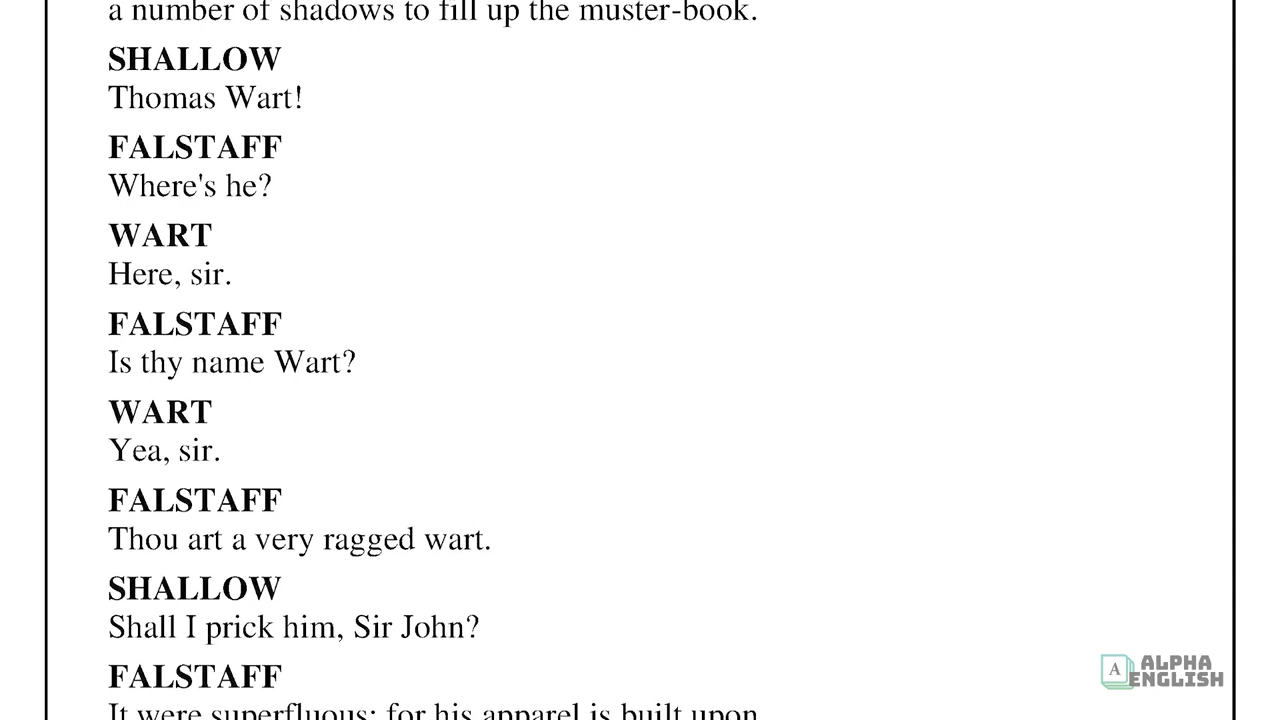 a number of shadows to fill up the muster-book.
SHALLOW
Thomas Wart!
FALSTAFF
Where's he?
WART
Here, sir.
FALSTAFF
Is thy name Wart?
WART
Yea, sir.
FALSTAFF
Thou art a very ragged wart.
SHALLOW
Shall I prick him, Sir John?
FALSTAFF
It were superfluous; for his apparel is built upon
A ALPHA
ENGLISH